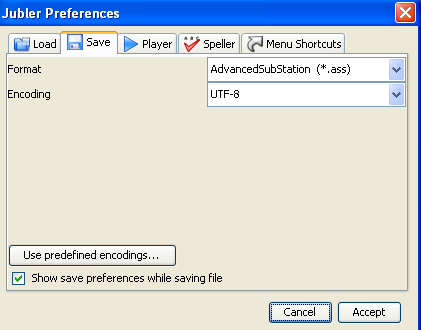 Jubler Preferences
Load Save Player Speller Menu Shortcuts
Format AdvancedSubStation (*.ass)
Encoding UTF-8
Use predefined encodings...
Show save preferences while saving file
Cancel Accept